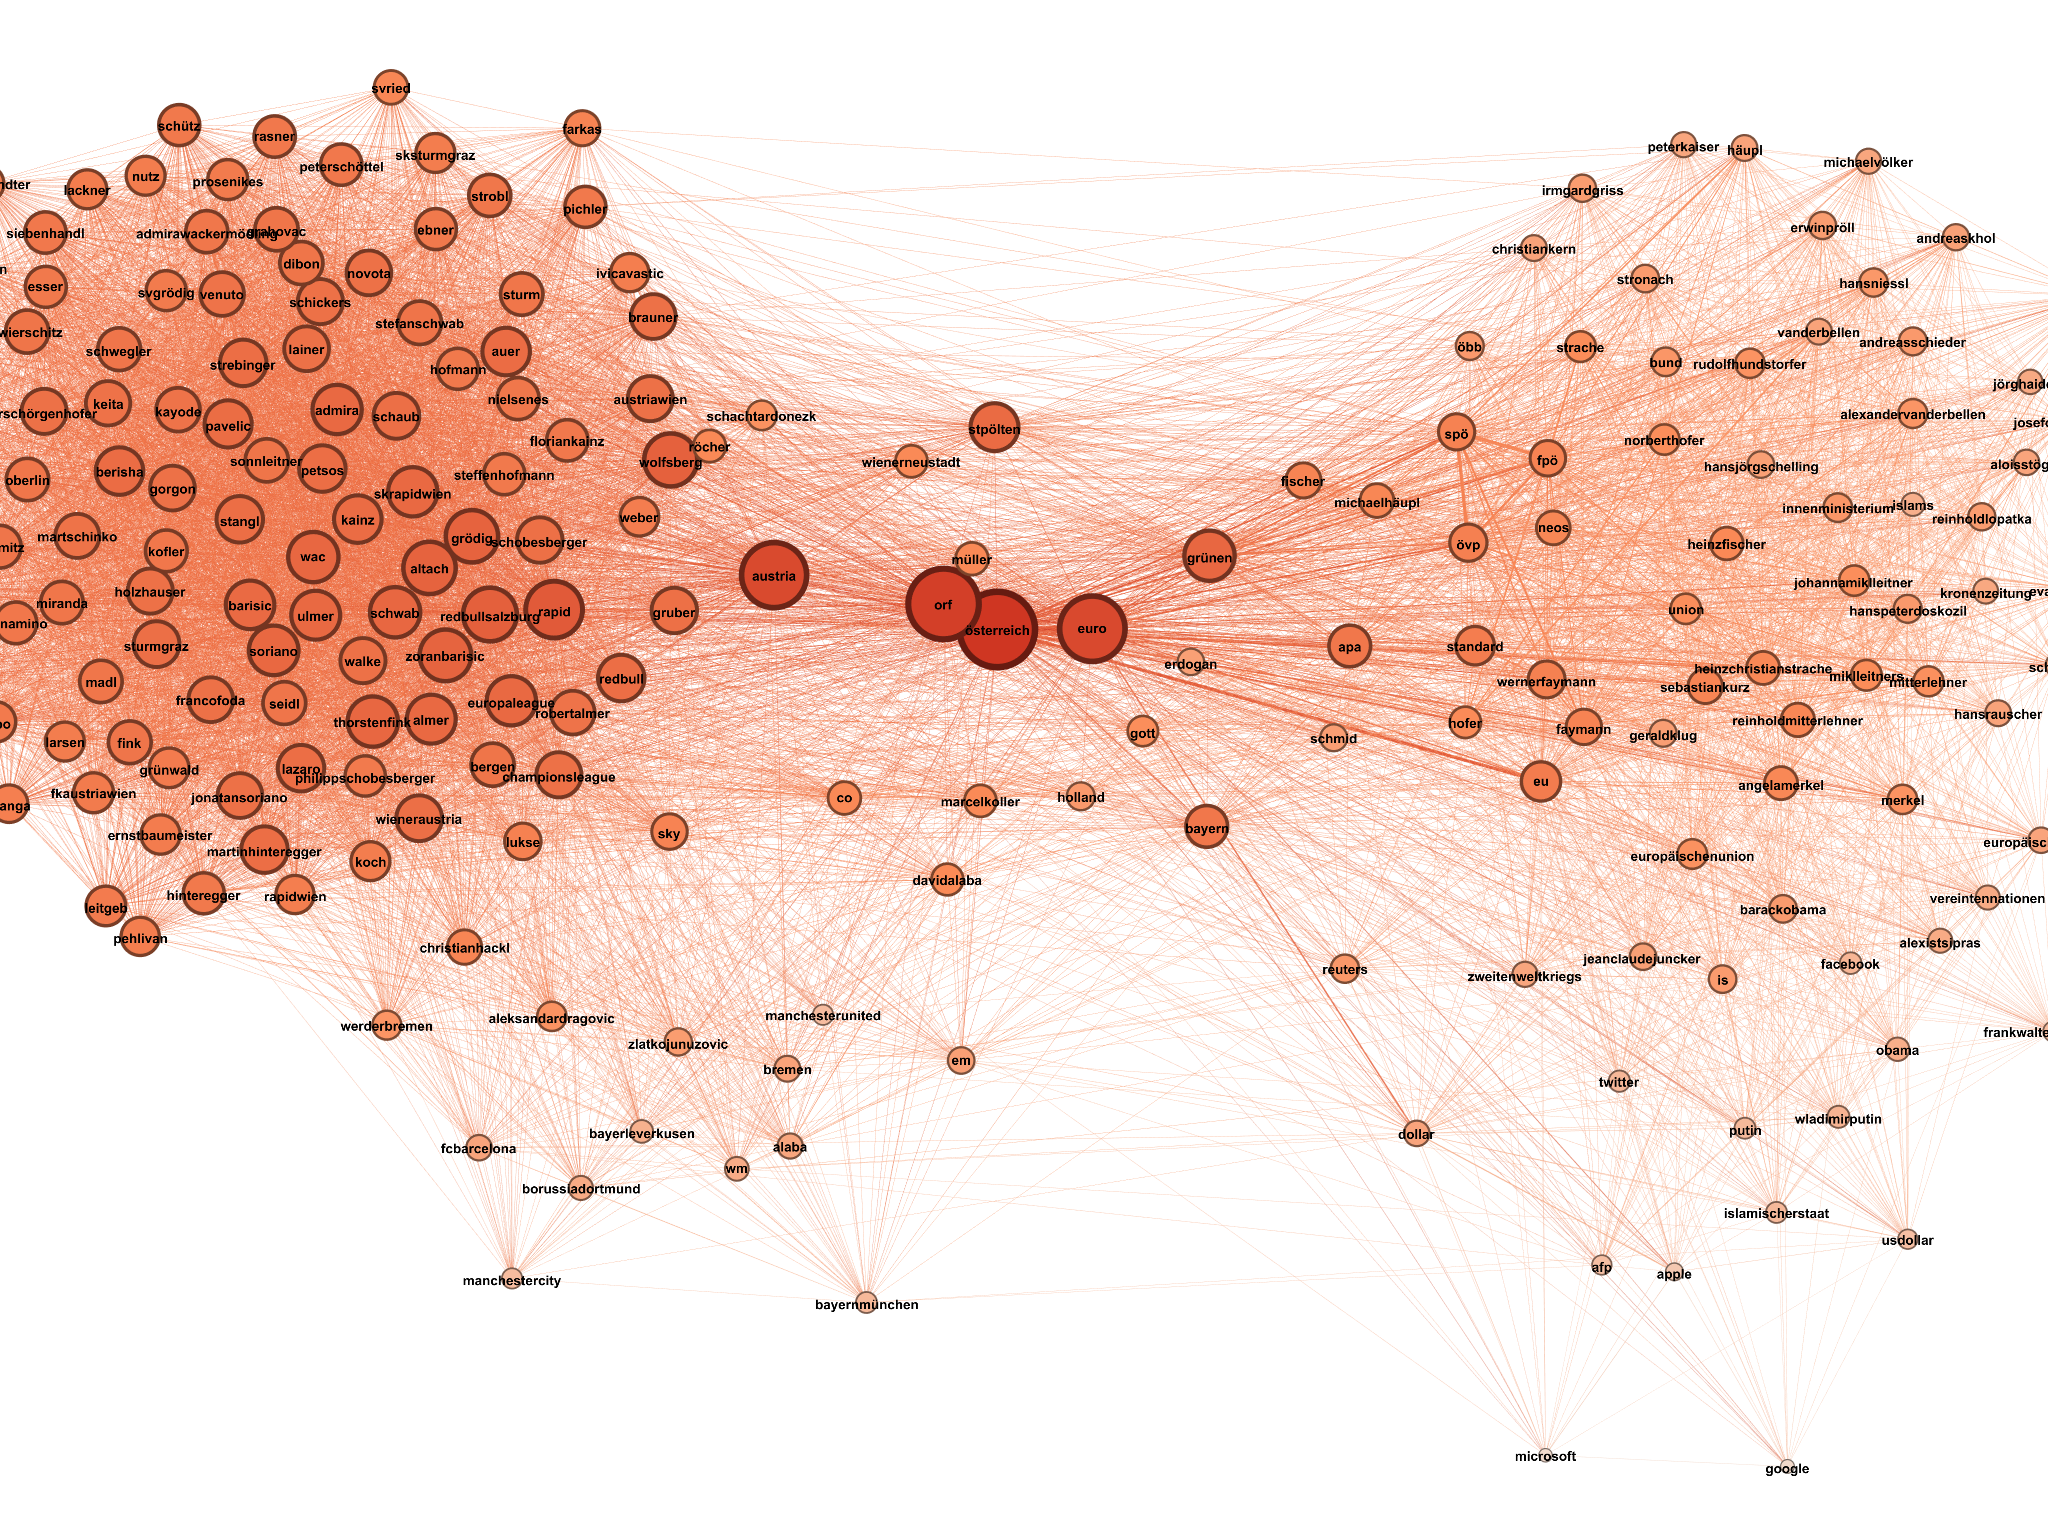 svried
schütz
farkas
rasner
peterkaiser
häupl
sksturmgraz
michaelvölker
peterschöttel
nutz
prosenikes
ndter
lackner
irmgardgriss
strobl
pichler
siebenhandl
admirawackermödling
grahovac
ebner
erwinpröll
andreaskhol
christiankern
dibon
novota
ivicavastic
stronach
hansniessl
esser
svgrödig
venuto
schickers
sturm
stefanschwab
brauner
wierschitz
vanderbellen
andreasschieder
schwegler
lainer
auer
öbb
strache
strebinger
hofmann
bund
rudolfhundstorfer
jörghaide
keita
kayode
admira
schaub
nielsenes
austriawien
schachtardonezk
rschörgenhofer
pavelic
alexandervanderbellen
josefo
stpölten
spö
floriankainz
röcher
norberthofer
sonnleitner
petsos
wolfsberg
wienerneustadt
fpö
hansjörgschelling
aloisstög
oberlin
berisha
gorgon
steffenhofmann
fischer
skrapidwien
michaelhäupl
innenministerium
islams
reinholdlopatka
stangl
kainz
weber
neos
martschinko
grödig
schobesberger
mitz
kofler
wac
müller
grünen
övp
heinzfischer
altach
austria
johannamiklleitner
kronenzeitung
eva
holzhauser
miranda
barisic
ulmer
schwab
redbullsalzburg
rapid
gruber
orf
union
hanspeterdoskozil
namino
österreich
euro
sturmgraz
soriano
walke
zoranbarisic
apa
standard
erdogan
heinzchristianstrache
sch
madl
redbull
wernerfaymann
sebastiankurz
miklleitners
mitterlehner
francofoda
seidl
europaleague
robertalmer
hansrauscher
thorstenfink
almer
hofer
faymann
reinholdmitterlehner
geraldklug
larsen
fink
gott
schmid
grünwald
lazaro
philippschobesberger
bergen
championsleague
eu
angelamerkel
fkaustriawien
jonatansoriano
co
marcelkoller
holland
merkel
anga
wieneraustria
bayern
ernstbaumeister
lukse
sky
europäisc
martinhinteregger
koch
europäischenunion
davidalaba
hinteregger
rapidwien
vereintennationen
leitgeb
barackobama
pehlivan
christianhackl
alexistsipras
jeanclaudejuncker
facebook
reuters
zweitenweltkriegs
is
manchesterunited
aleksandardragovic
werderbremen
frankwalte
zlatkojunuzovic
obama
em
bremen
twitter
wladimirputin
bayerleverkusen
dollar
putin
fcbarcelona
alaba
wm
borussiadortmund
islamischerstaat
usdollar
afp
apple
manchestercity
bayernmünchen
microsoft
google